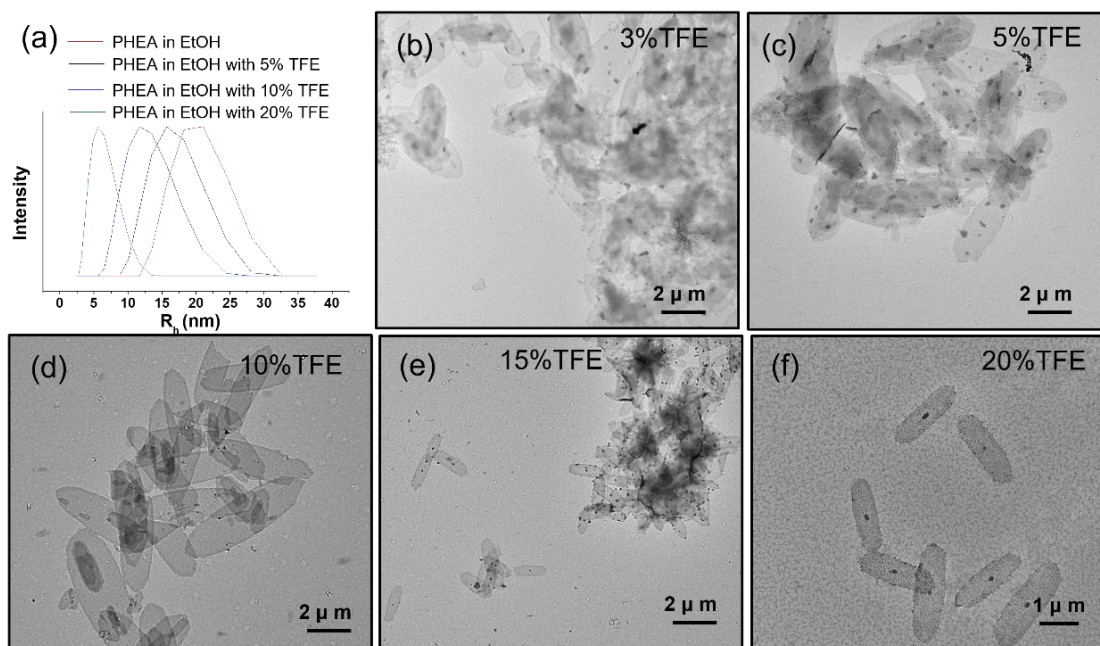 (a)
PHEA in EtOH
PHEA in EtOH with 5% TFE
PHEA in EtOH with 10% TFE
PHEA in EtOH with 20% TFE
Intensity
0 5 10 15 20 25 30 35 40
Rh (nm)
(b)
3%TFE
2 µ m
(c)
5%TFE
2 µ m
(d)
10%TFE
2 µ m
(e)
15%TFE
2 µ m
(f)
20%TFE
1 µ m